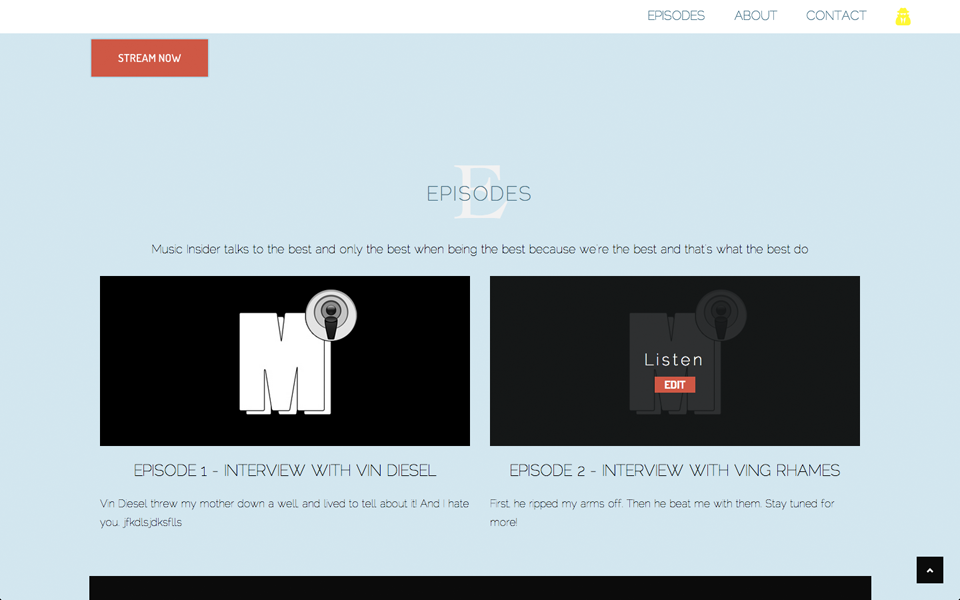 EPISODES ABOUT CONTACT
STREAM NOW
E
EPISODES
Music Insider talks to the best and only the best when being the best because we're the best and that's what the best do
M
Listen
EDIT
EPISODE 1 - INTERVIEW WITH VIN DIESEL
Vin Diesel threw my mother down a well, and lived to tell about it! And I hate
you. jfkdlsjdksflls
EPISODE 2 - INTERVIEW WITH VING RHAMES
First, he ripped my arms off. Then he beat me with them. Stay tuned for
more!